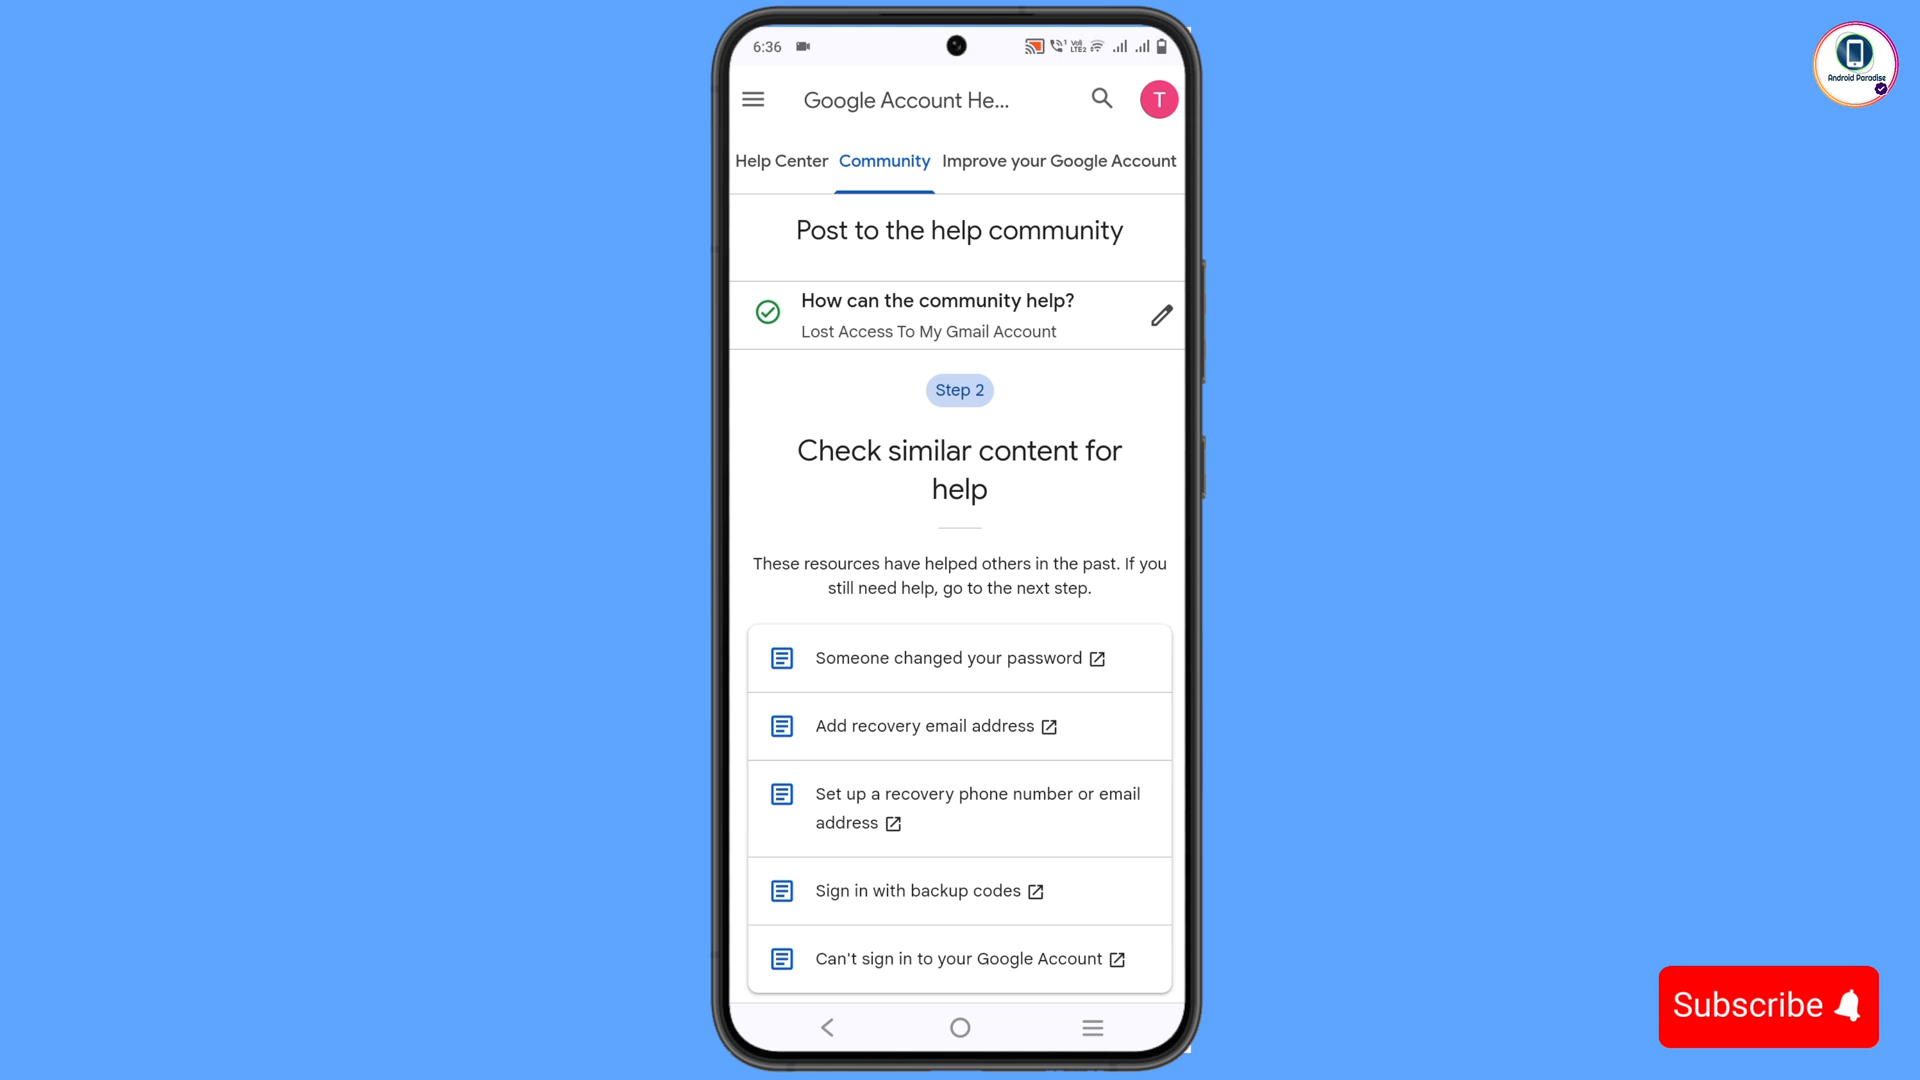 6:36
Android Paradise
Google Account He...
T
Help Center Community Improve your Google Account
Post to the help community
How can the community help?
Lost Access To My Gmail Account
Step 2
Check similar content for
help
These resources have helped others in the past. If you
still need help, go to the next step.
Someone changed your password
Add recovery email address
Set up a recovery phone number or email
address
Sign in with backup codes
Can't sign in to your Google Account
Subscribe